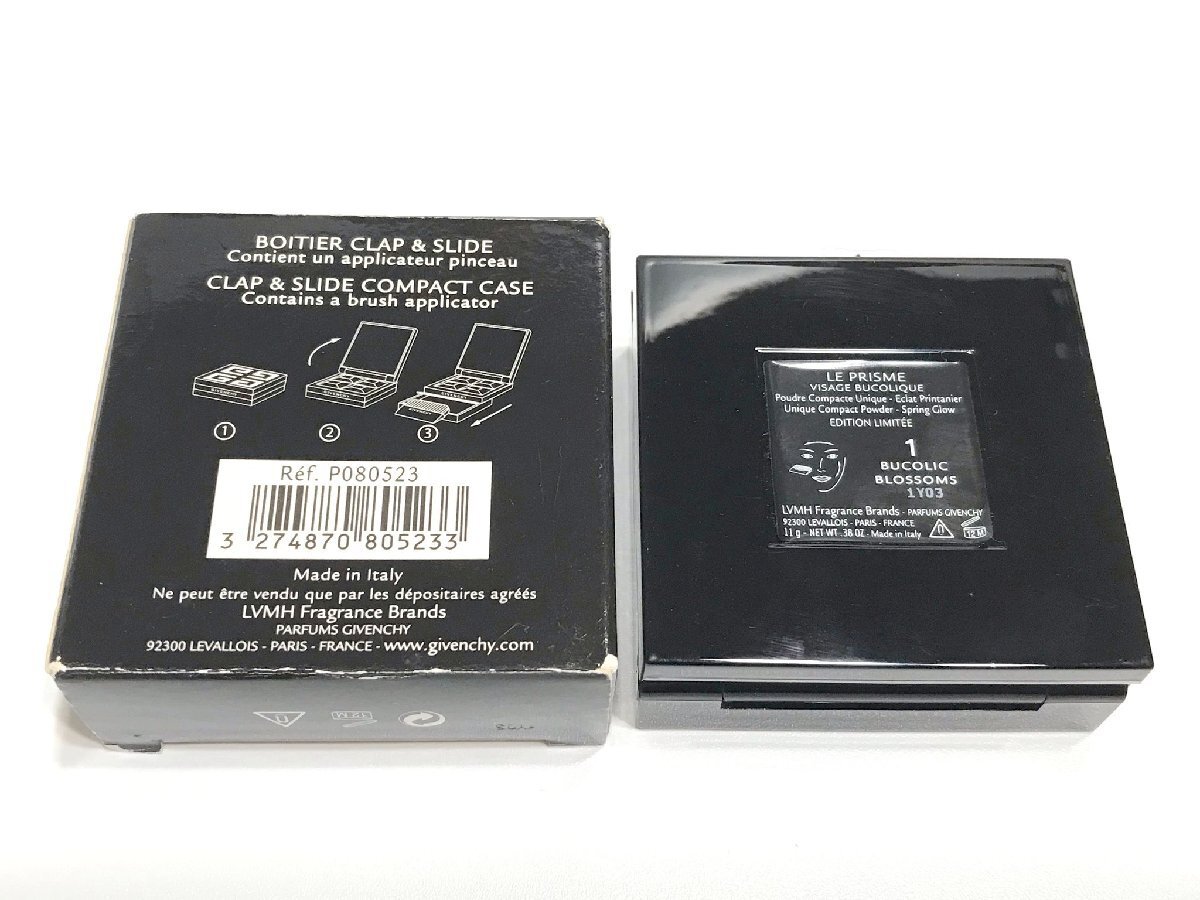 BOITIER CLAP & SLIDE
Contient un applicateur pinceau
CLAP & SLIDE COMPACT CASE
Contains a brush applicator
GIVENCHY
1
2
3
Réf. P080523
3 274870 805233
Made in Italy
Ne peut être vendu que par les dépositaires agréés
LVMH Fragrance Brands
PARFUMS GIVENCHY
92300 LEVALLOIS - PARIS - FRANCE - www.givenchy.com
12 M
LE PRISME
VISAGE BUCOLIQUE
Poudre Compacte Unique - Eclat Printanier
Unique Compact Powder - Spring Glow
EDITION LIMITÉE
1
BUCOLIC
BLOSSOMS
1Y03
LVMH Fragrance Brands - PARFUMS GIVENCHY
92300 LEVALLOIS - PARIS - FRANCE
11 g - NET WT .38 OZ - Made in Italy
12 M